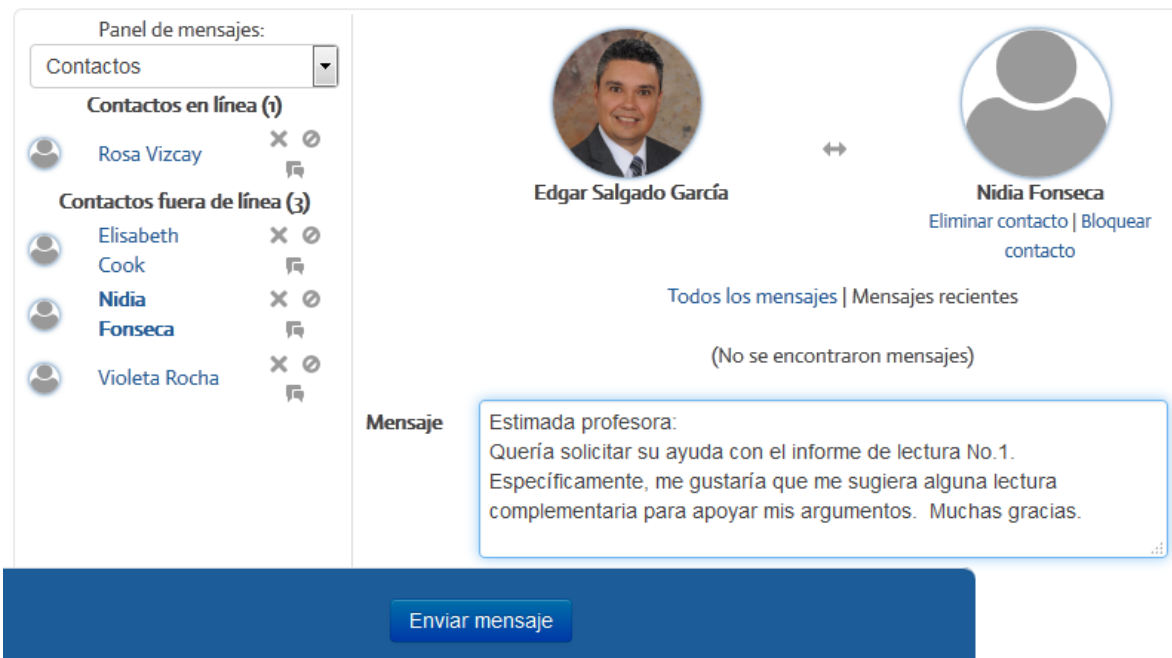 Panel de mensajes:
Contactos
Contactos en línea (1)
Rosa Vizcay
Contactos fuera de línea (3)
Elisabeth
Cook
Nidia
Fonseca
Violeta Rocha
Edgar Salgado García
Nidia Fonseca
Eliminar contacto | Bloquear
contacto
Todos los mensajes | Mensajes recientes
(No se encontraron mensajes)
Mensaje
Estimada profesora:
Quería solicitar su ayuda con el informe de lectura No.1.
Específicamente, me gustaría que me sugiera alguna lectura
complementaria para apoyar mis argumentos.  Muchas gracias.
Enviar mensaje